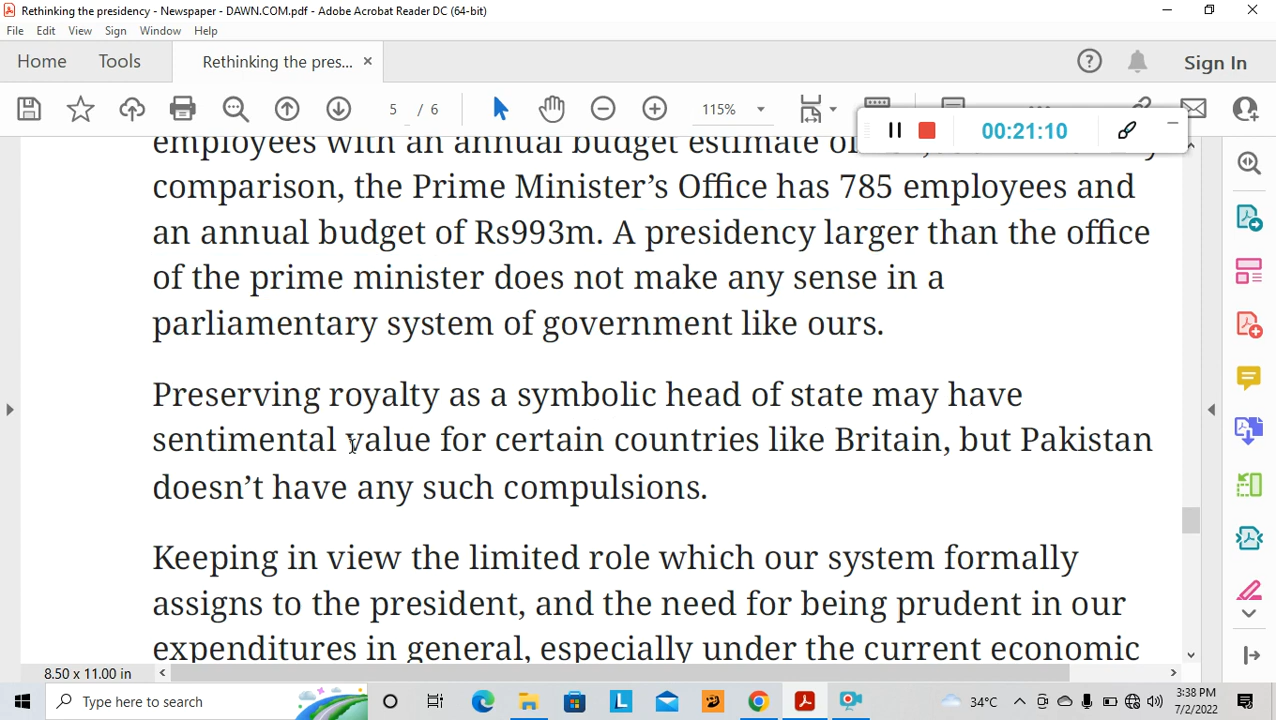 Rethinking the presidency - Newspaper - DAWN.COM.pdf - Adobe Acrobat Reader DC (64-bit)
File Edit View Sign Window Help
Home Tools Rethinking the pres... × Sign In
5 / 6 115%
00:21:10
employees with an annual budget estimate
comparison, the Prime Minister’s Office has 785 employees and
an annual budget of Rs993m. A presidency larger than the office
of the prime minister does not make any sense in a
parliamentary system of government like ours.
Preserving royalty as a symbolic head of state may have
sentimental value for certain countries like Britain, but Pakistan
doesn’t have any such compulsions.
Keeping in view the limited role which our system formally
assigns to the president, and the need for being prudent in our
expenditures in general, especially under the current economic
8.50 x 11.00 in
Type here to search
34°C
3:38 PM
7/2/2022